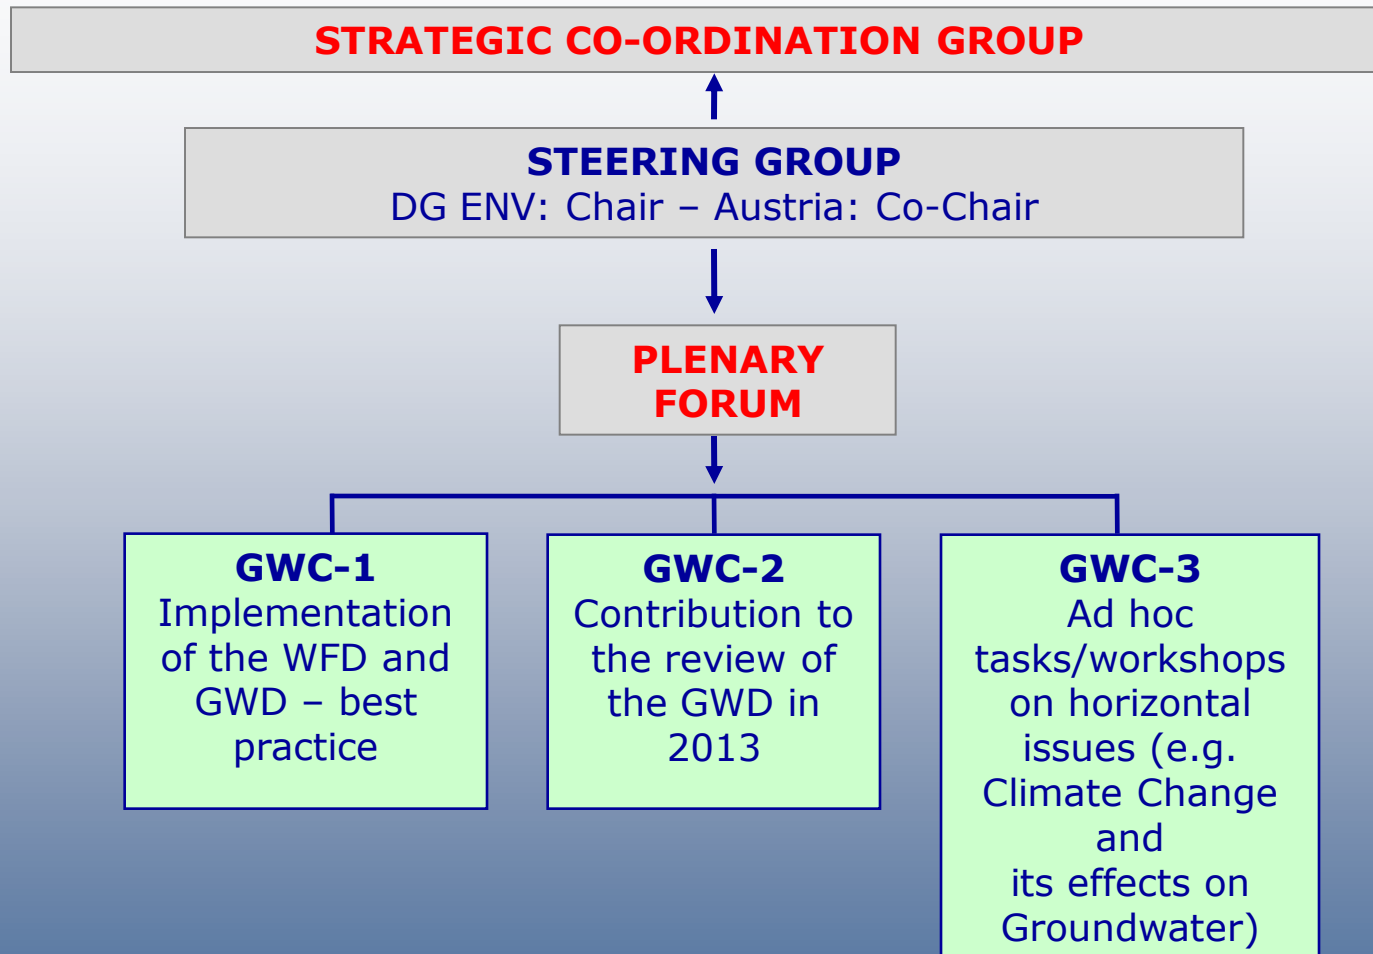 STRATEGIC CO-ORDINATION GROUP
STEERING GROUP
DG ENV: Chair – Austria: Co-Chair
PLENARY
FORUM
GWC-1
Implementation
of the WFD and
GWD – best
practice
GWC-2
Contribution to
the review of
the GWD in
2013
GWC-3
Ad hoc
tasks/workshops
on horizontal
issues (e.g.
Climate Change
and
its effects on
Groundwater)